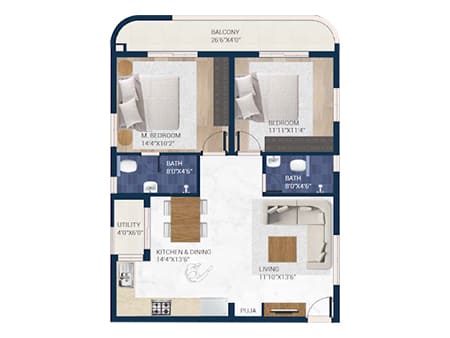 BALCONY
26'6"X4'0"
M. BEDROOM
14'4"X10'2"
BEDROOM
11'11"X11'4"
BATH
8'0"X4'6"
BATH
8'0"X4'6"
UTILITY
4'0"X6'0"
KITCHEN & DINING
14'4"X13'6"
LIVING
11'10"X13'6"
PUJA